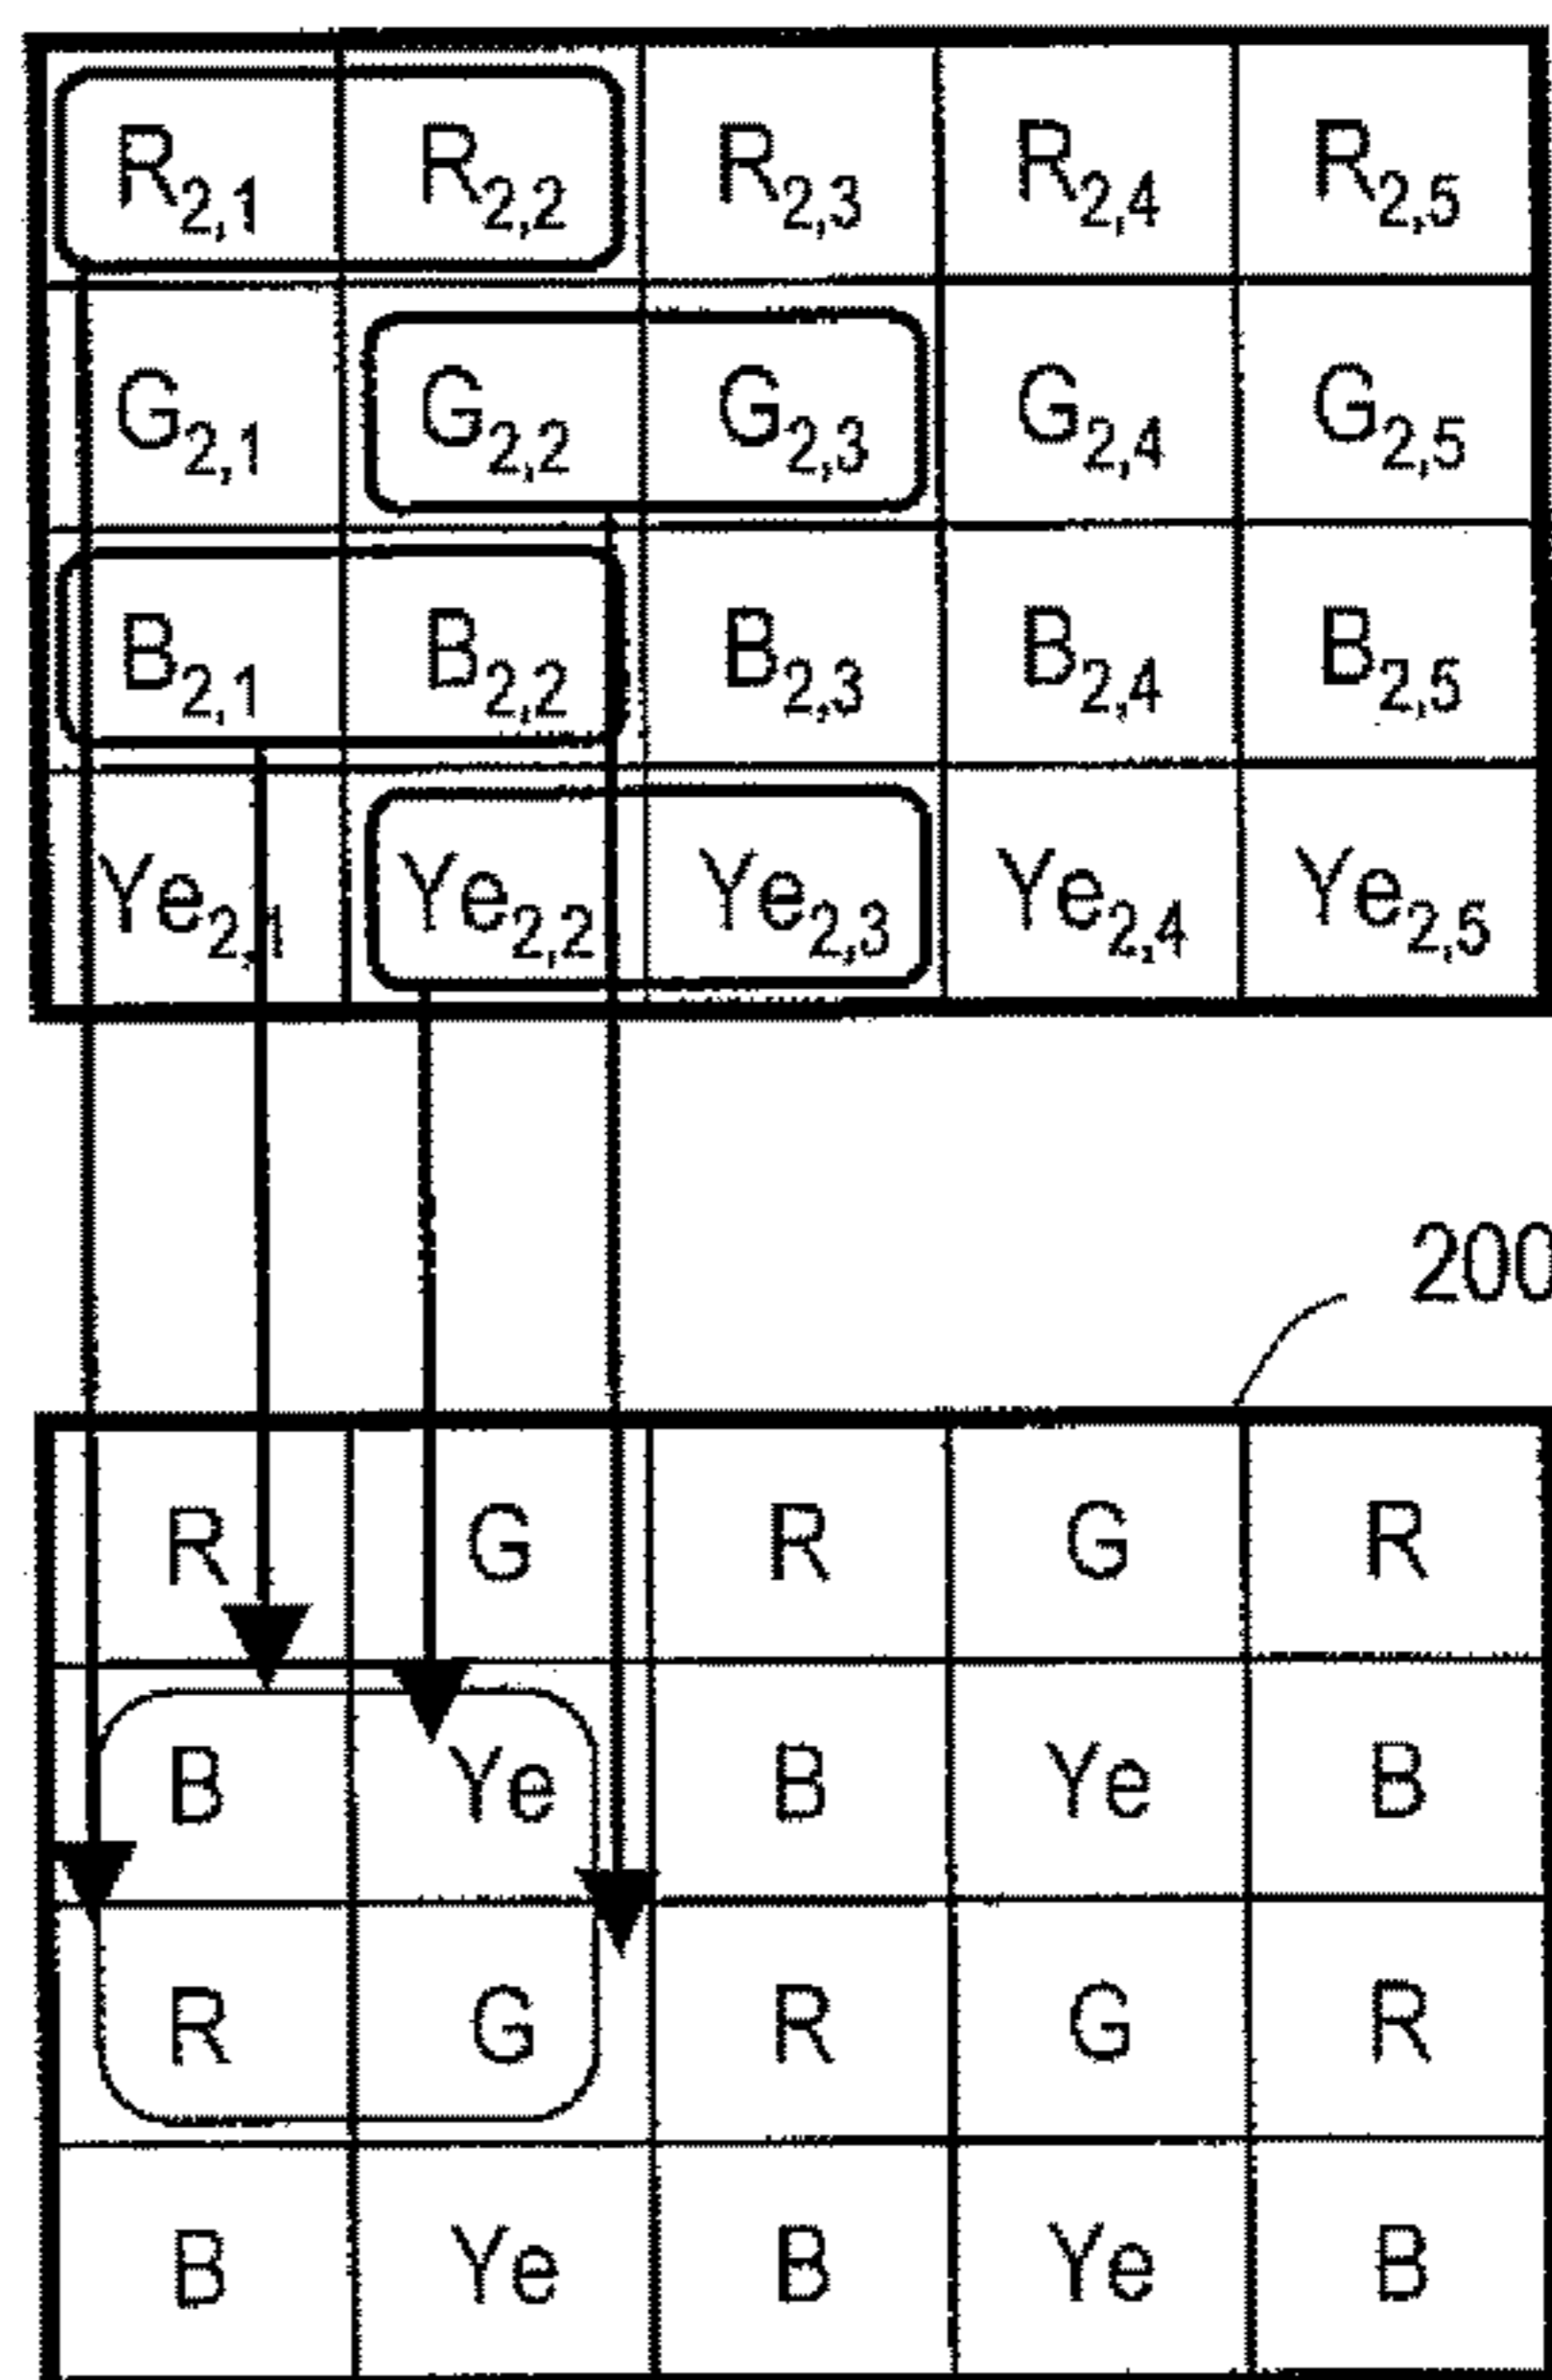 R2,1 R2,2 R2,3 R2,4 R2,5
G2,1 G2,2 G2,3 G2,4 G2,5
B2,1 B2,2 B2,3 B2,4 B2,5
Ye2,1 Ye2,2 Ye2,3 Ye2,4 Ye2,5
200
R G R G R
B Ye B Ye B
R G R G R
B Ye B Ye B